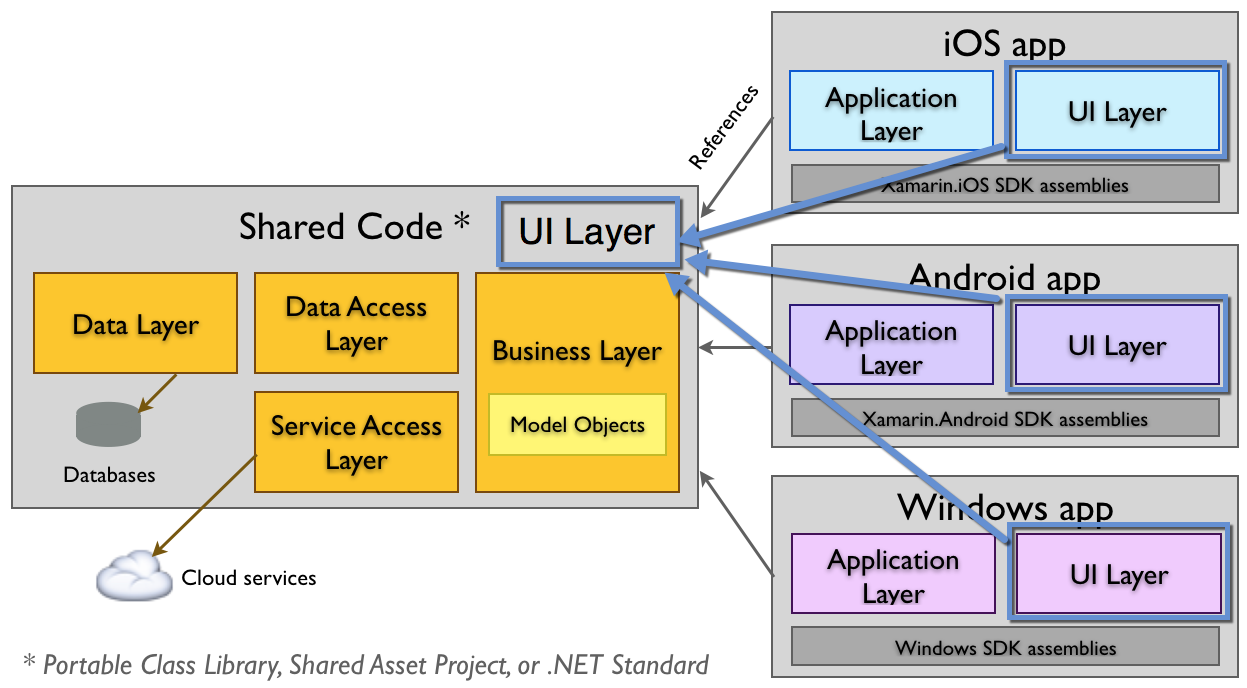 iOS app
Application
Layer
UI Layer
Xamarin.iOS SDK assemblies
References
Shared Code *
UI Layer
Data Layer
Data Access
Layer
Business Layer
Model Objects
Service Access
Layer
Databases
Cloud services
Android app
Application
Layer
UI Layer
Xamarin.Android SDK assemblies
Windows app
Application
Layer
UI Layer
Windows SDK assemblies
* Portable Class Library, Shared Asset Project, or .NET Standard